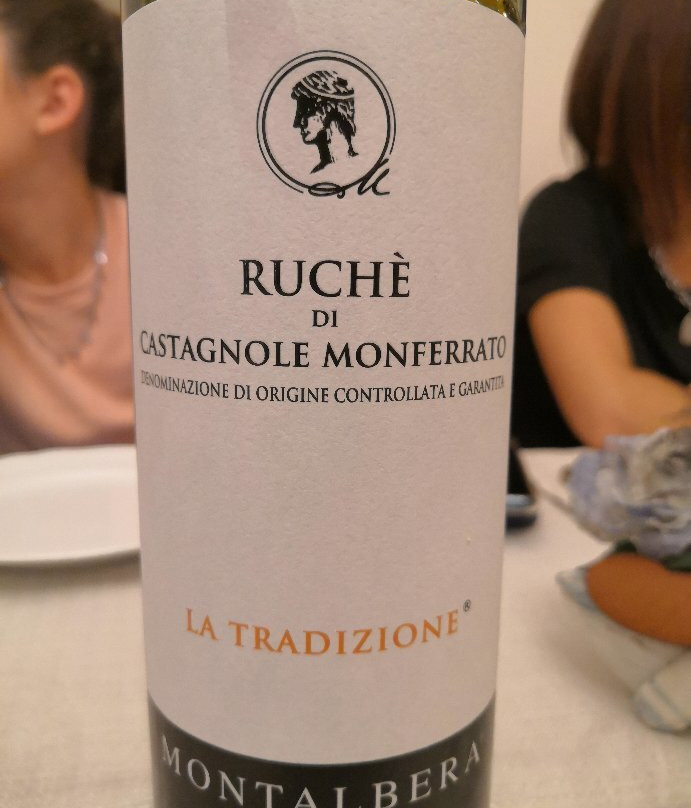 RUCHÈ
DI
CASTAGNOLE MONFERRATO
DENOMINAZIONE DI ORIGINE CONTROLLATA E GARANTITA
LA TRADIZIONE®
MONTALBERA